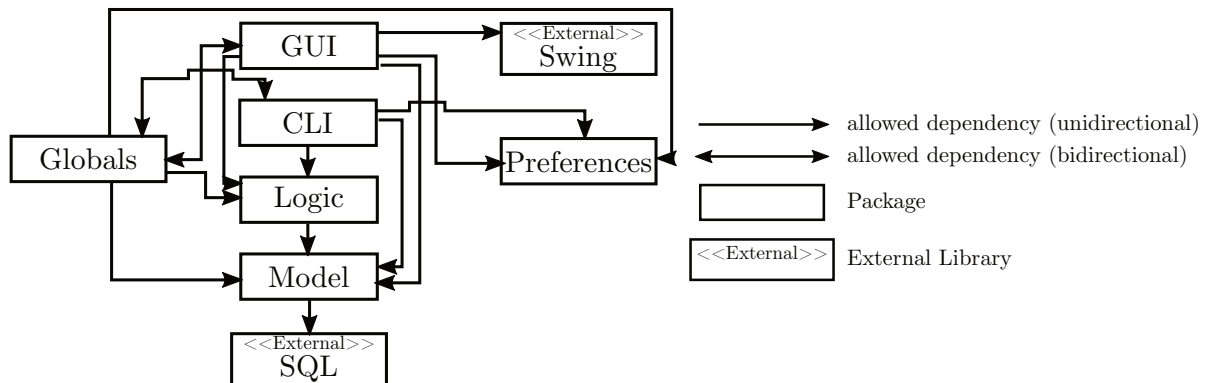 <<External>>
GUI
Swing
CLI
Globals
Preferences
Logic
Model
<<External>>
SQL
allowed dependency (unidirectional)
allowed dependency (bidirectional)
Package
<<External>>
External Library